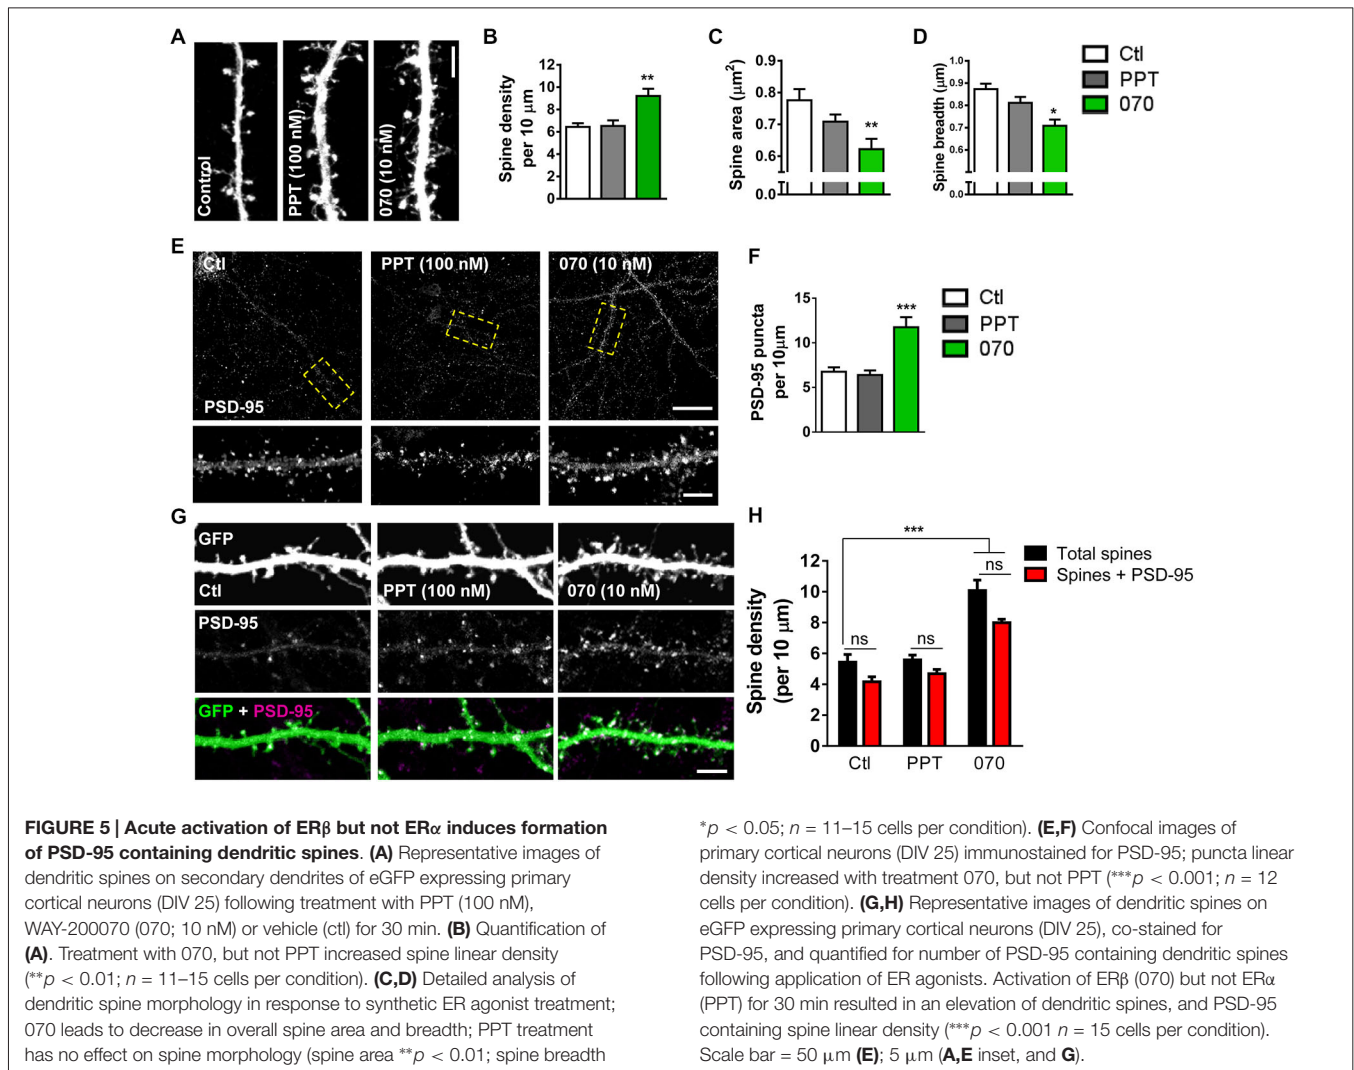 A
Control
PPT (100 nM)
070 (10 nM)
B
Spine density
per 10 μm
12
10
8
6
4
2
0
**
C
Spine area (μm²)
0.9
0.8
0.7
0.6
0.0
**
D
Spine breadth (μm)
1.0
0.9
0.8
0.7
0.6
0.0
*
Ctl
PPT
070
E
Ctl
PPT (100 nM)
070 (10 nM)
PSD-95
F
PSD-95 puncta
per 10μm
15
10
5
0
***
Ctl
PPT
070
G
GFP
Ctl
PPT (100 nM)
070 (10 nM)
PSD-95
GFP + PSD-95
H
Spine density
(per 10 μm)
12
10
8
6
4
2
0
***
ns
ns
ns
Ctl
PPT
070
Total spines
Spines + PSD-95
FIGURE 5 | Acute activation of ERβ but not ERα induces formation
of PSD-95 containing dendritic spines. (A) Representative images of
dendritic spines on secondary dendrites of eGFP expressing primary
cortical neurons (DIV 25) following treatment with PPT (100 nM),
WAY-200070 (070; 10 nM) or vehicle (ctl) for 30 min. (B) Quantification of
(A). Treatment with 070, but not PPT increased spine linear density
(**p < 0.01; n = 11–15 cells per condition). (C,D) Detailed analysis of
dendritic spine morphology in response to synthetic ER agonist treatment;
070 leads to decrease in overall spine area and breadth; PPT treatment
has no effect on spine morphology (spine area **p < 0.01; spine breadth
*p < 0.05; n = 11–15 cells per condition). (E,F) Confocal images of
primary cortical neurons (DIV 25) immunostained for PSD-95; puncta linear
density increased with treatment 070, but not PPT (***p < 0.001; n = 12
cells per condition). (G,H) Representative images of dendritic spines on
eGFP expressing primary cortical neurons (DIV 25), co-stained for
PSD-95, and quantified for number of PSD-95 containing dendritic spines
following application of ER agonists. Activation of ERβ (070) but not ERα
(PPT) for 30 min resulted in an elevation of dendritic spines, and PSD-95
containing spine linear density (***p < 0.001 n = 15 cells per condition).
Scale bar = 50 μm (E); 5 μm (A,E inset, and G).